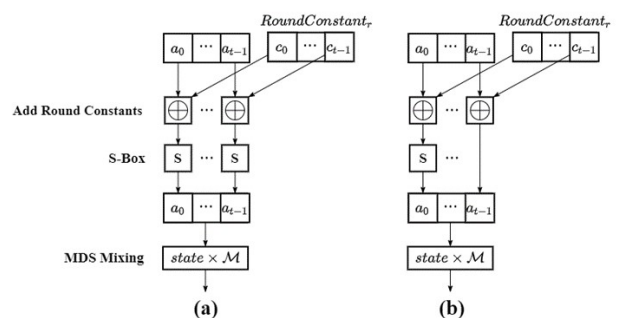 RoundConstant_r RoundConstant_r
a_0 ··· a_{t-1} c_0 ··· c_{t-1} a_0 ··· a_{t-1} c_0 ··· c_{t-1}
Add Round Constants ⊕ ··· ⊕ ⊕ ··· ⊕
S-Box S ··· S S ···
a_0 ··· a_{t-1} a_0 ··· a_{t-1}
MDS Mixing state × ℳ state × ℳ
(a) (b)